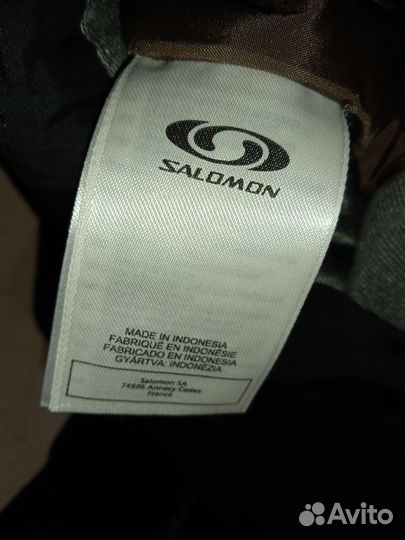 SALOMON
MADE IN INDONESIA
FABRIQUÉ EN INDONÉSIE
FABRICADO EN INDONESIA
GYÁRTVA: INDONÉZIA
Salomon SA
74996 Annecy Cedex
France
Avito